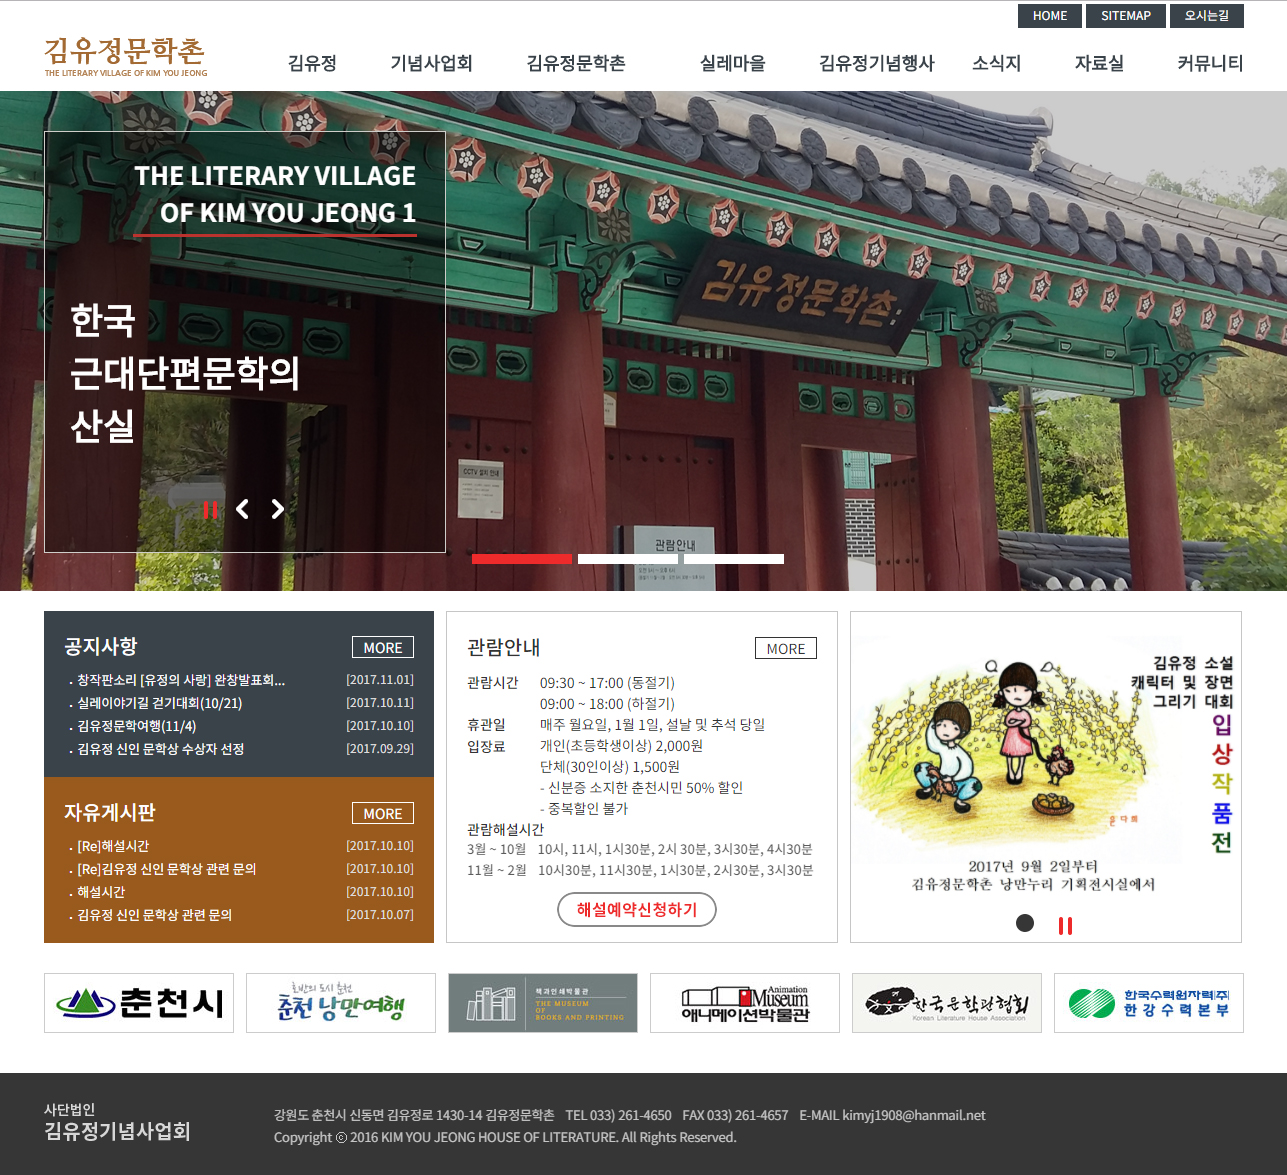 HOME SITEMAP 오시는길
김유정문학촌
THE LITERARY VILLAGE OF KIM YOU JEONG
김유정 기념사업회 김유정문학촌 실레마을 김유정기념행사 소식지 자료실 커뮤니티
THE LITERARY VILLAGE
OF KIM YOU JEONG 1
한국
근대단편문학의
산실
김유정문학촌
CCTV 설치 안내
관람안내
공지사항 MORE
. 창작판소리 [유정의 사랑] 완창발표회... [2017.11.01]
. 실레이야기길 걷기대회(10/21) [2017.10.11]
. 김유정문학여행(11/4) [2017.10.10]
. 김유정 신인 문학상 수상자 선정 [2017.09.29]
자유게시판 MORE
. [Re]해설시간 [2017.10.10]
. [Re]김유정 신인 문학상 관련 문의 [2017.10.10]
. 해설시간 [2017.10.10]
. 김유정 신인 문학상 관련 문의 [2017.10.07]
관람안내 MORE
관람시간 09:30 ~ 17:00 (동절기)
09:00 ~ 18:00 (하절기)
휴관일 매주 월요일, 1월 1일, 설날 및 추석 당일
입장료 개인(초등학생이상) 2,000원
단체(30인이상) 1,500원
- 신분증 소지한 춘천시민 50% 할인
- 중복할인 불가
관람해설시간
3월 ~ 10월 10시, 11시, 1시30분, 2시 30분, 3시30분, 4시30분
11월 ~ 2월 10시30분, 11시30분, 1시30분, 2시30분, 3시30분
해설예약신청하기
김유정 소설
캐릭터 및 장면
그리기 대회
입
상
작
품
전
2017년 9월 2일부터
김유정문학촌 낭만누리 기획전시실에서
춘천시
호반의 도시 춘천
춘천 낭만여행
책과인쇄박물관
THE MUSEUM
OF
BOOKS AND PRINTING
Animation
Museum
애니메이션박물관
한국문학관협회
Korean Literature House Association
한국수력원자력(주)
한강수력본부
사단법인
김유정기념사업회
강원도 춘천시 신동면 김유정로 1430-14 김유정문학촌 TEL 033) 261-4650 FAX 033) 261-4657 E-MAIL kimyj1908@hanmail.net
Copyright ⓒ 2016 KIM YOU JEONG HOUSE OF LITERATURE. All Rights Reserved.